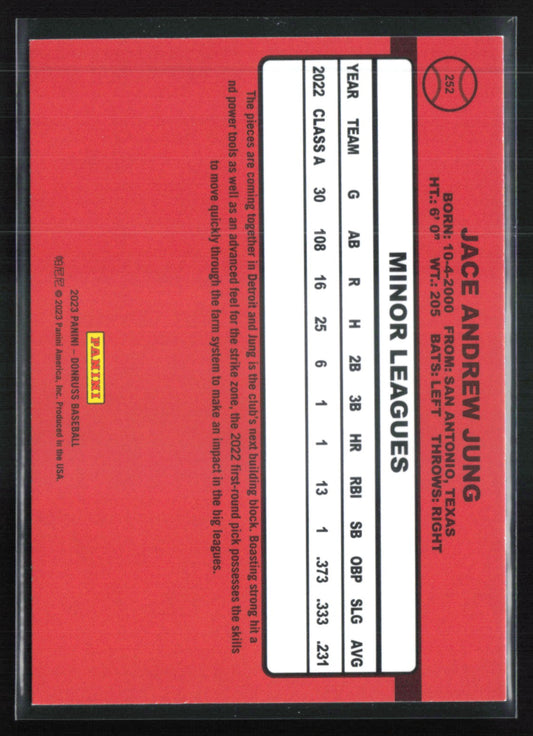 252
JACE ANDREW JUNG
BORN: 10-4-2000 FROM: SAN ANTONIO, TEXAS
HT.: 6' 0" WT.: 205 BATS: LEFT THROWS: RIGHT
MINOR LEAGUES
YEAR TEAM G AB R H 2B 3B HR RBI SB OBP SLG AVG
2022 CLASS A 30 108 16 25 6 1 1 13 1 .373 .333 .231
The pieces are coming together in Detroit and Jung is the club's next building block. Boasting strong hit a
nd power tools as well as an advanced feel for the strike zone, the 2022 first-round pick possesses the skills
to move quickly through the farm system to make an impact in the big leagues.
PANINI
2023 PANINI – DONRUSS BASEBALL
帕尼尼 © 2023 Panini America, Inc. Produced in the USA.